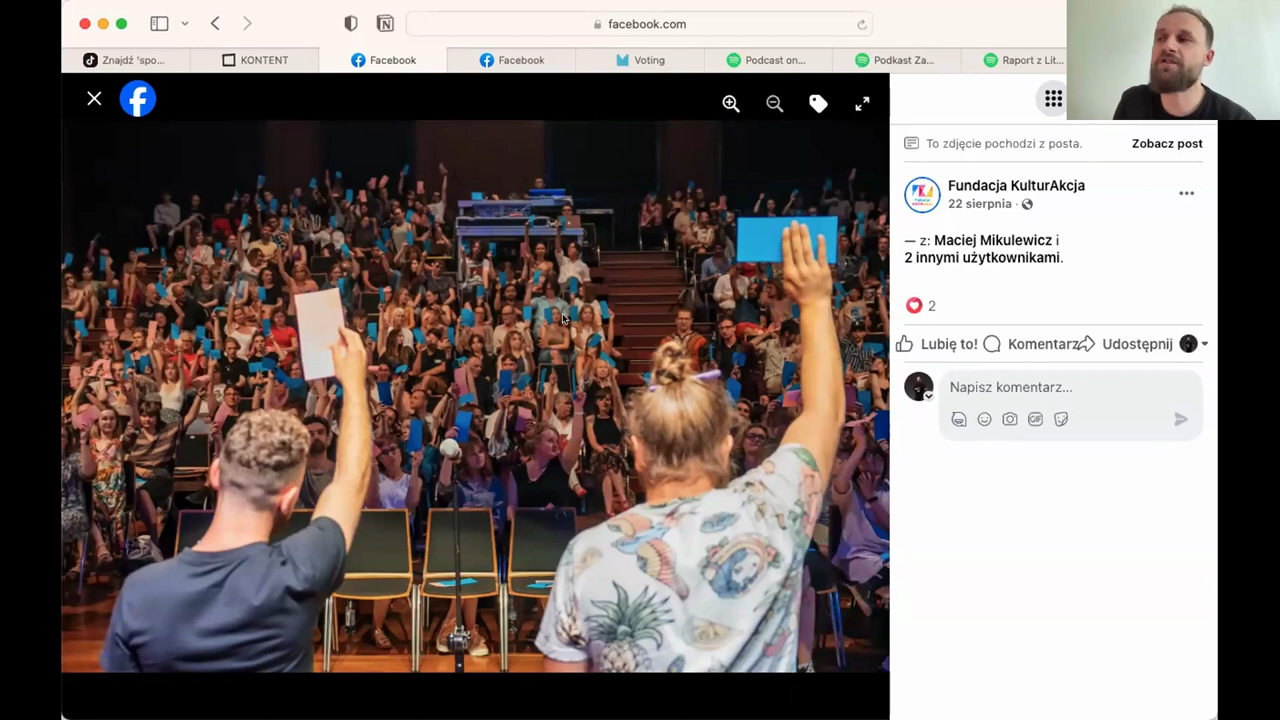 facebook.com
Znajdź 'spo...
KONTENT
Facebook
Facebook
Voting
Podcast on...
Podkast Za...
Raport z Lit...
To zdjęcie pochodzi z posta.
Zobacz post
Fundacja KulturAkcja
22 sierpnia ·
— z: Maciej Mikulewicz i
2 innymi użytkownikami.
2
Lubię to!
Komentarz
Udostępnij
Napisz komentarz...
GIF